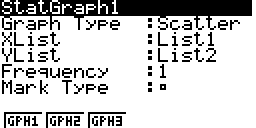 StatGraph1
Graph Type :Scatter
XList :List1
YList :List2
Frequency :1
Mark Type :▫
GPH1 GPH2 GPH3